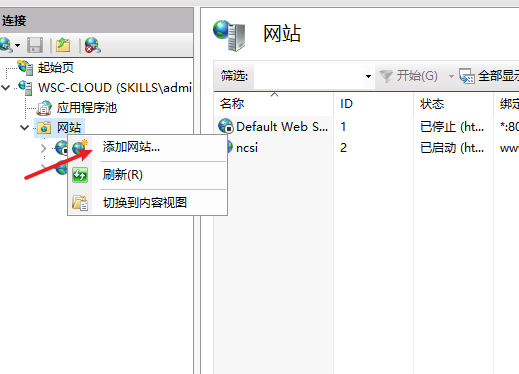 连接
起始页
WSC-CLOUD (SKILLS\admi
应用程序池
网站
添加网站...
刷新(R)
切换到内容视图
网站
筛选: 开始(G) 全部显
名称 ID 状态 绑定
Default Web S... 1 已停止 (ht... *:80
ncsi 2 已启动 (ht... www